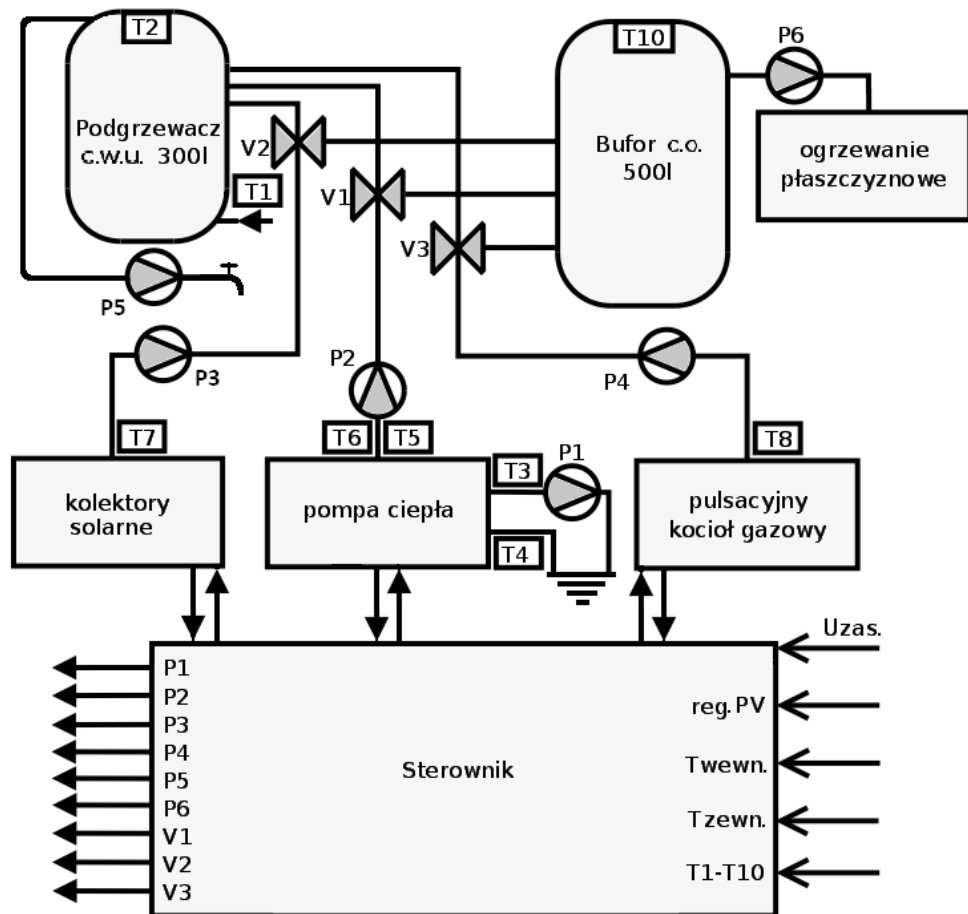 T2
T10
P6
Podgrzewacz
c.w.u. 300l
V2
Bufor c.o.
500l
ogrzewanie
płaszczyznowe
T1
V1
V3
P5
P3
P2
P4
T7
T6
T5
T8
P1
T3
kolektory
solarne
pompa ciepła
pulsacyjny
kocioł gazowy
T4
Uzas.
P1
P2
P3
P4
P5
P6
V1
V2
V3
Sterownik
reg.PV
Twewn.
Tzewn.
T1-T10